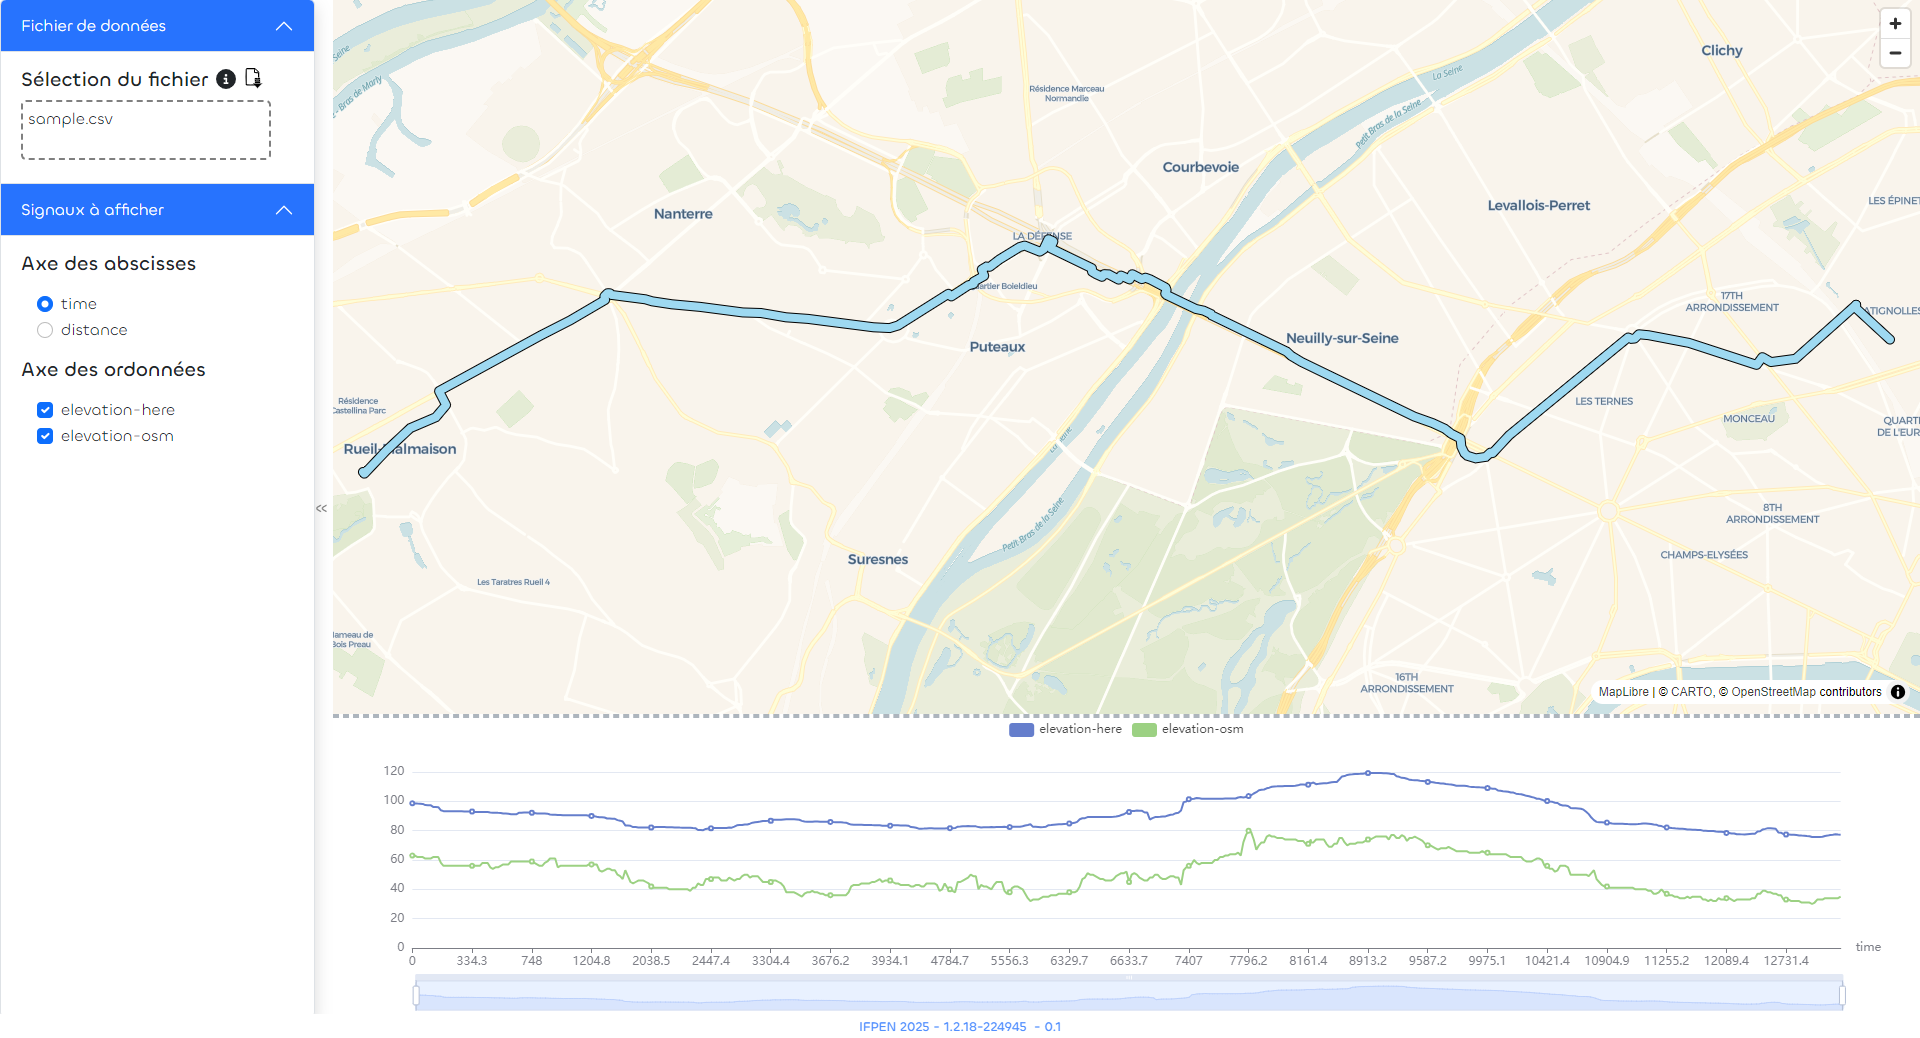 Fichier de données
Sélection du fichier
sample.csv
Signaux à afficher
Axe des abscisses
time
distance
Axe des ordonnées
elevation-here
elevation-osm
<<
Seine
Bras de Marly
Résidence Marceau
Normandie
La Seine
Petit Bras de la Seine
Clichy
+
−
Courbevoie
Nanterre
Levallois-Perret
LES ÉPINET
LA DÉFENSE
Boieldieu
17TH
ARRONDISSEMENT
ATIGNOLLES
Puteaux
Neuilly-sur-Seine
Résidence
Castellina Parc
LES TERNES
MONCEAU
QUARTI
DE L'EUR
Rueil-Malmaison
8TH
ARRONDISSEMENT
Petit Bras de la Seine
CHAMPS-ELYSÉES
Suresnes
Les Taratres Rueil 4
Hameau de
Bois Preau
16TH
ARRONDISSEMENT
MapLibre | © CARTO, © OpenStreetMap contributors
elevation-here elevation-osm
120
100
80
60
40
20
0
time
0 334.3 748 1204.8 2038.5 2447.4 3304.4 3676.2 3934.1 4784.7 5556.3 6329.7 6633.7 7407 7796.2 8161.4 8913.2 9587.2 9975.1 10421.4 10904.9 11255.2 12089.4 12731.4
IFPEN 2025 - 1.2.18-224945 - 0.1